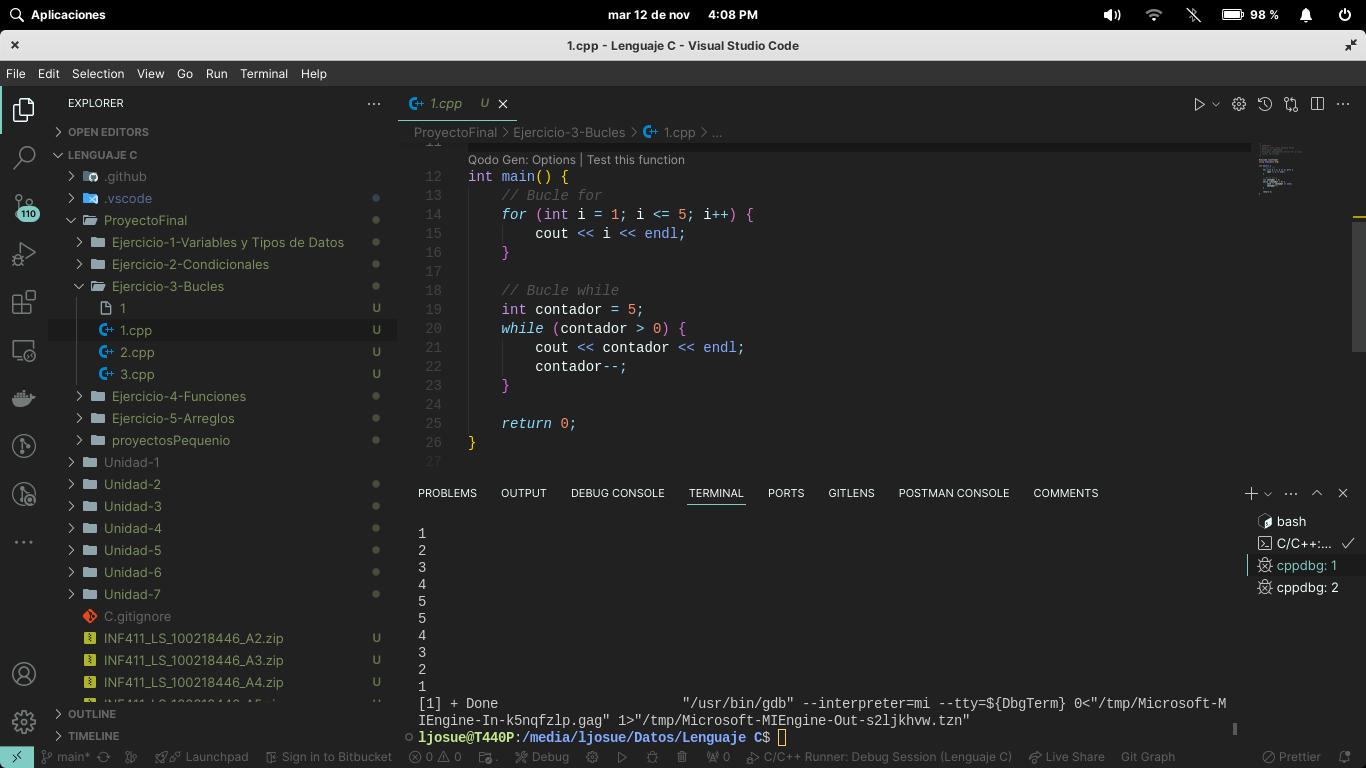 Aplicaciones
mar 12 de nov 4:08 PM
98 %
1.cpp - Lenguaje C - Visual Studio Code
File Edit Selection View Go Run Terminal Help
EXPLORER
OPEN EDITORS
LENGUAJE C
.github
.vscode
ProyectoFinal
Ejercicio-1-Variables y Tipos de Datos
Ejercicio-2-Condicionales
Ejercicio-3-Bucles
1 U
1.cpp U
2.cpp U
3.cpp U
Ejercicio-4-Funciones
Ejercicio-5-Arreglos
proyectosPequenio
Unidad-1
Unidad-2
Unidad-3
Unidad-4
Unidad-5
Unidad-6
Unidad-7
C.gitignore
INF411_LS_100218446_A2.zip U
INF411_LS_100218446_A3.zip U
INF411_LS_100218446_A4.zip U
OUTLINE
TIMELINE
110
1.cpp U
ProyectoFinal > Ejercicio-3-Bucles > 1.cpp > ...
11
Qodo Gen: Options | Test this function
12 int main() {
13 // Bucle for
14 for (int i = 1; i <= 5; i++) {
15 cout << i << endl;
16 }
17
18 // Bucle while
19 int contador = 5;
20 while (contador > 0) {
21 cout << contador << endl;
22 contador--;
23 }
24
25 return 0;
26 }
27
PROBLEMS OUTPUT DEBUG CONSOLE TERMINAL PORTS GITLENS POSTMAN CONSOLE COMMENTS
1
2
3
4
5
5
4
3
2
1
[1] + Done "/usr/bin/gdb" --interpreter=mi --tty=${DbgTerm} 0<"/tmp/Microsoft-M
IEngine-In-k5nqfzlp.gag" 1>"/tmp/Microsoft-MIEngine-Out-s2ljkhvw.tzn"
ljosue@T440P:/media/ljosue/Datos/Lenguaje C$
bash
C/C++:...
cppdbg: 1
cppdbg: 2
main* Launchpad Sign in to Bitbucket 0 0 Debug 0 C/C++ Runner: Debug Session (Lenguaje C) Live Share Git Graph Prettier